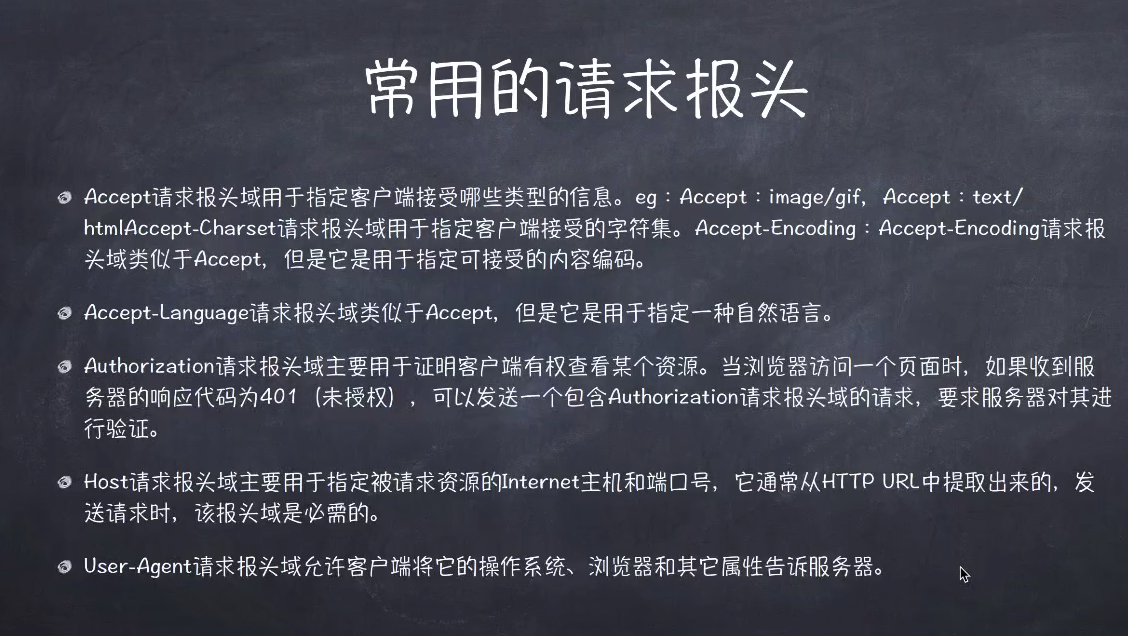 常用的请求报头
Accept请求报头域用于指定客户端接受哪些类型的信息。eg：Accept：image/gif，Accept：text/
htmlAccept-Charset请求报头域用于指定客户端接受的字符集。Accept-Encoding：Accept-Encoding请求报
头域类似于Accept，但是它是用于指定可接受的内容编码。
Accept-Language请求报头域类似于Accept，但是它是用于指定一种自然语言。
Authorization请求报头域主要用于证明客户端有权查看某个资源。当浏览器访问一个页面时，如果收到服
务器的响应代码为401（未授权），可以发送一个包含Authorization请求报头域的请求，要求服务器对其进
行验证。
Host请求报头域主要用于指定被请求资源的Internet主机和端口号，它通常从HTTP URL中提取出来的，发
送请求时，该报头域是必需的。
User-Agent请求报头域允许客户端将它的操作系统、浏览器和其它属性告诉服务器。